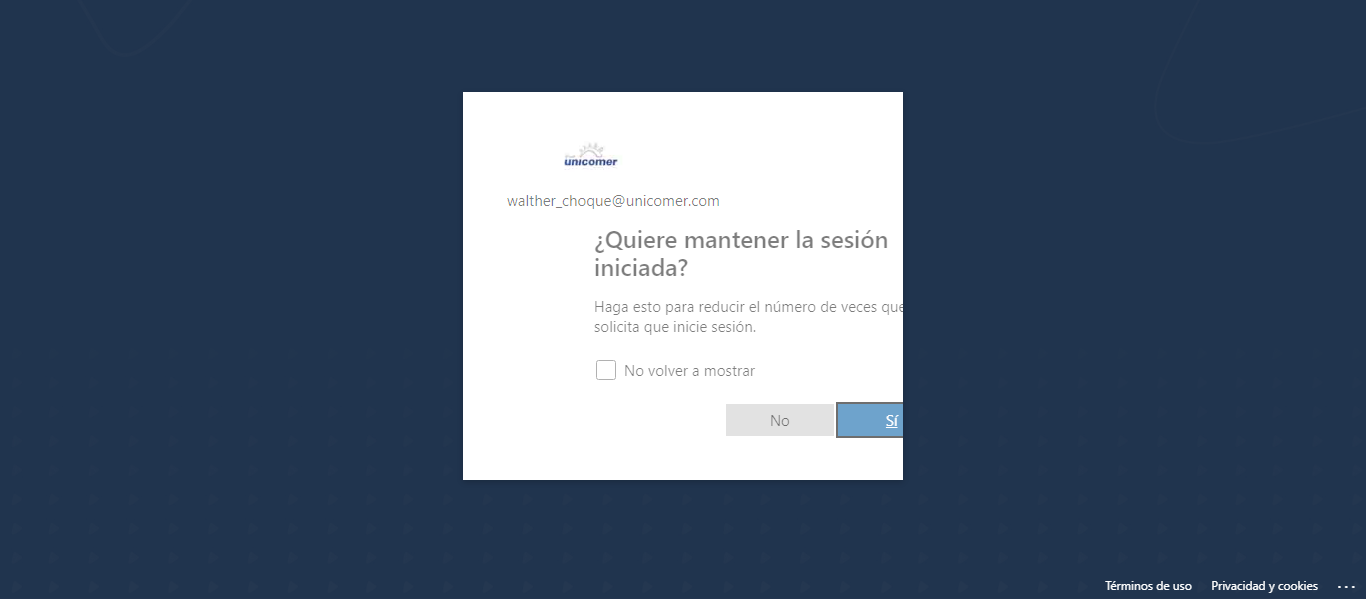 unicomer
walther_choque@unicomer.com
¿Quiere mantener la sesión
iniciada?
Haga esto para reducir el número de veces que
solicita que inicie sesión.
No volver a mostrar
No
Sí
Términos de uso
Privacidad y cookies
...